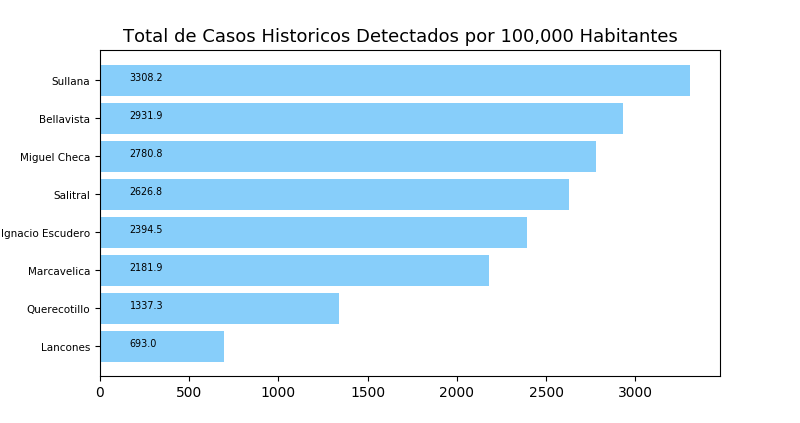 Total de Casos Historicos Detectados por 100,000 Habitantes
Sullana 3308.2
Bellavista 2931.9
Miguel Checa 2780.8
Salitral 2626.8
Ignacio Escudero 2394.5
Marcavelica 2181.9
Querecotillo 1337.3
Lancones 693.0
0 500 1000 1500 2000 2500 3000